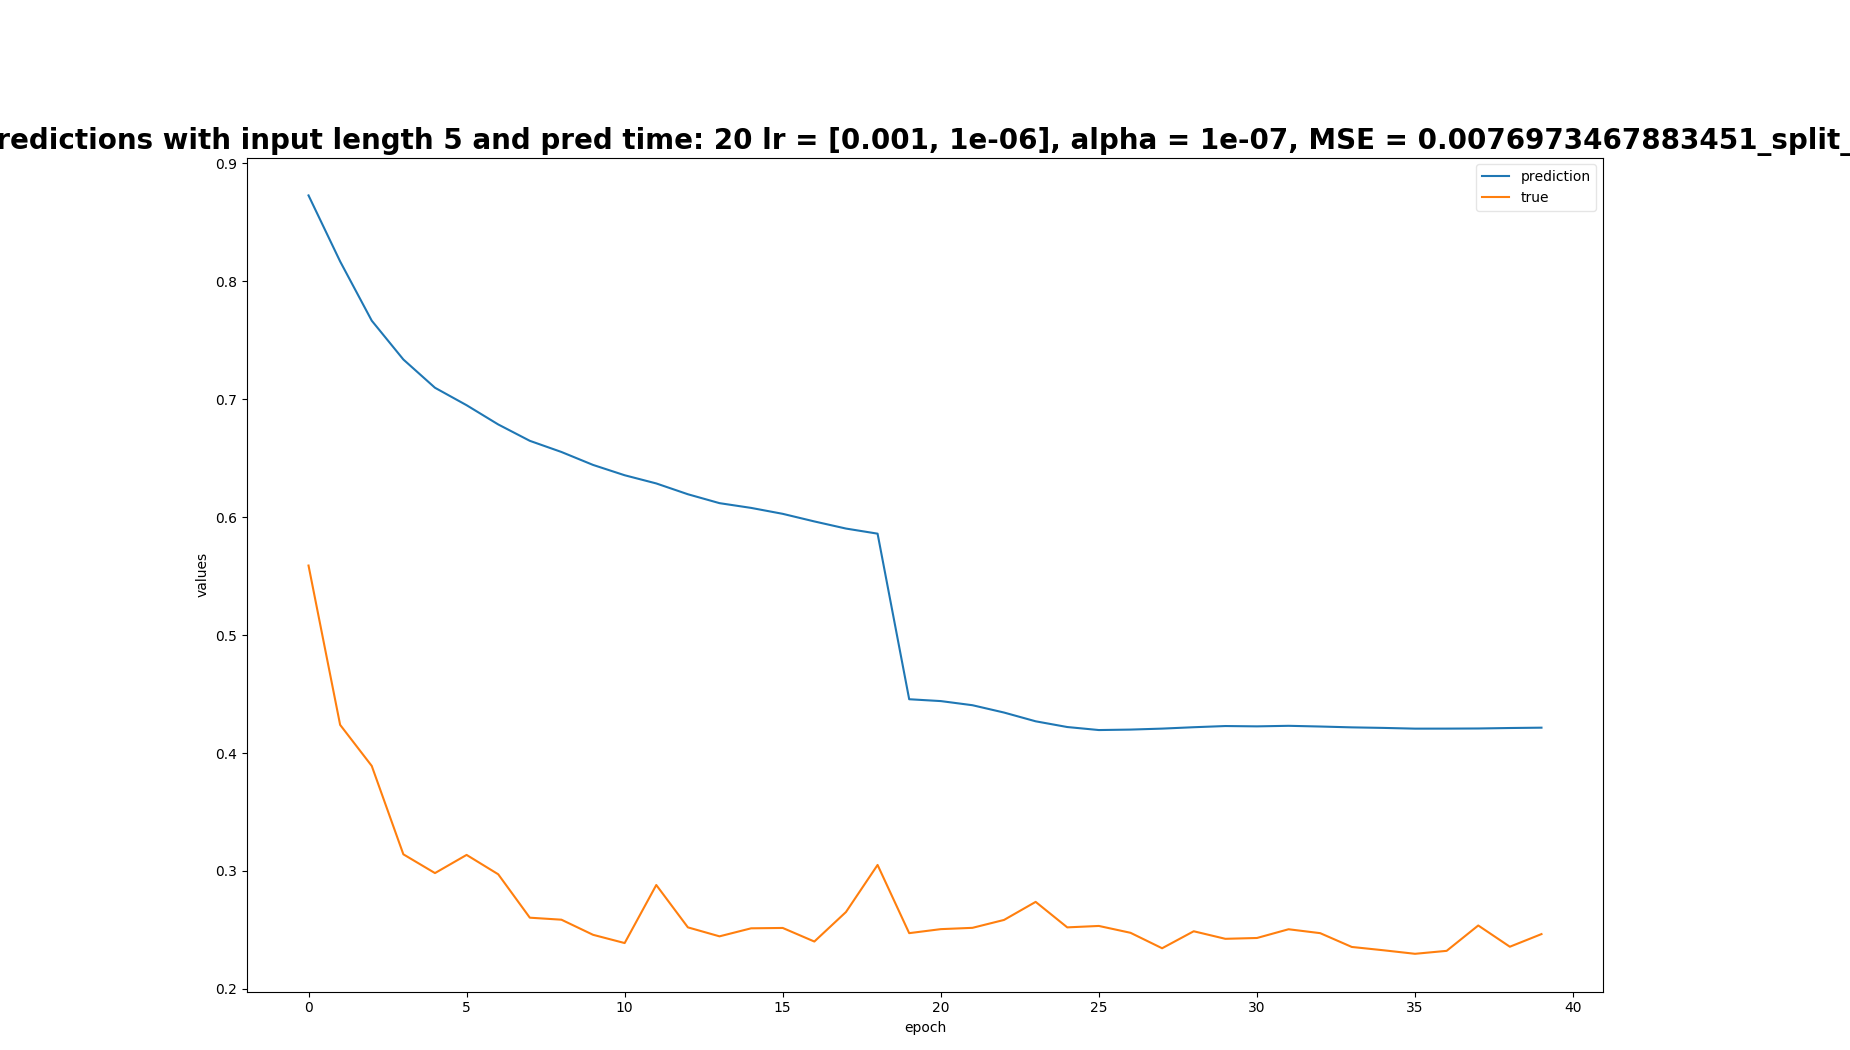 redictions with input length 5 and pred time: 20 lr = [0.001, 1e-06], alpha = 1e-07, MSE = 0.0076973467883451_split_
prediction
true
0.9
0.8
0.7
0.6
0.5
0.4
0.3
0.2
values
0 5 10 15 20 25 30 35 40
epoch